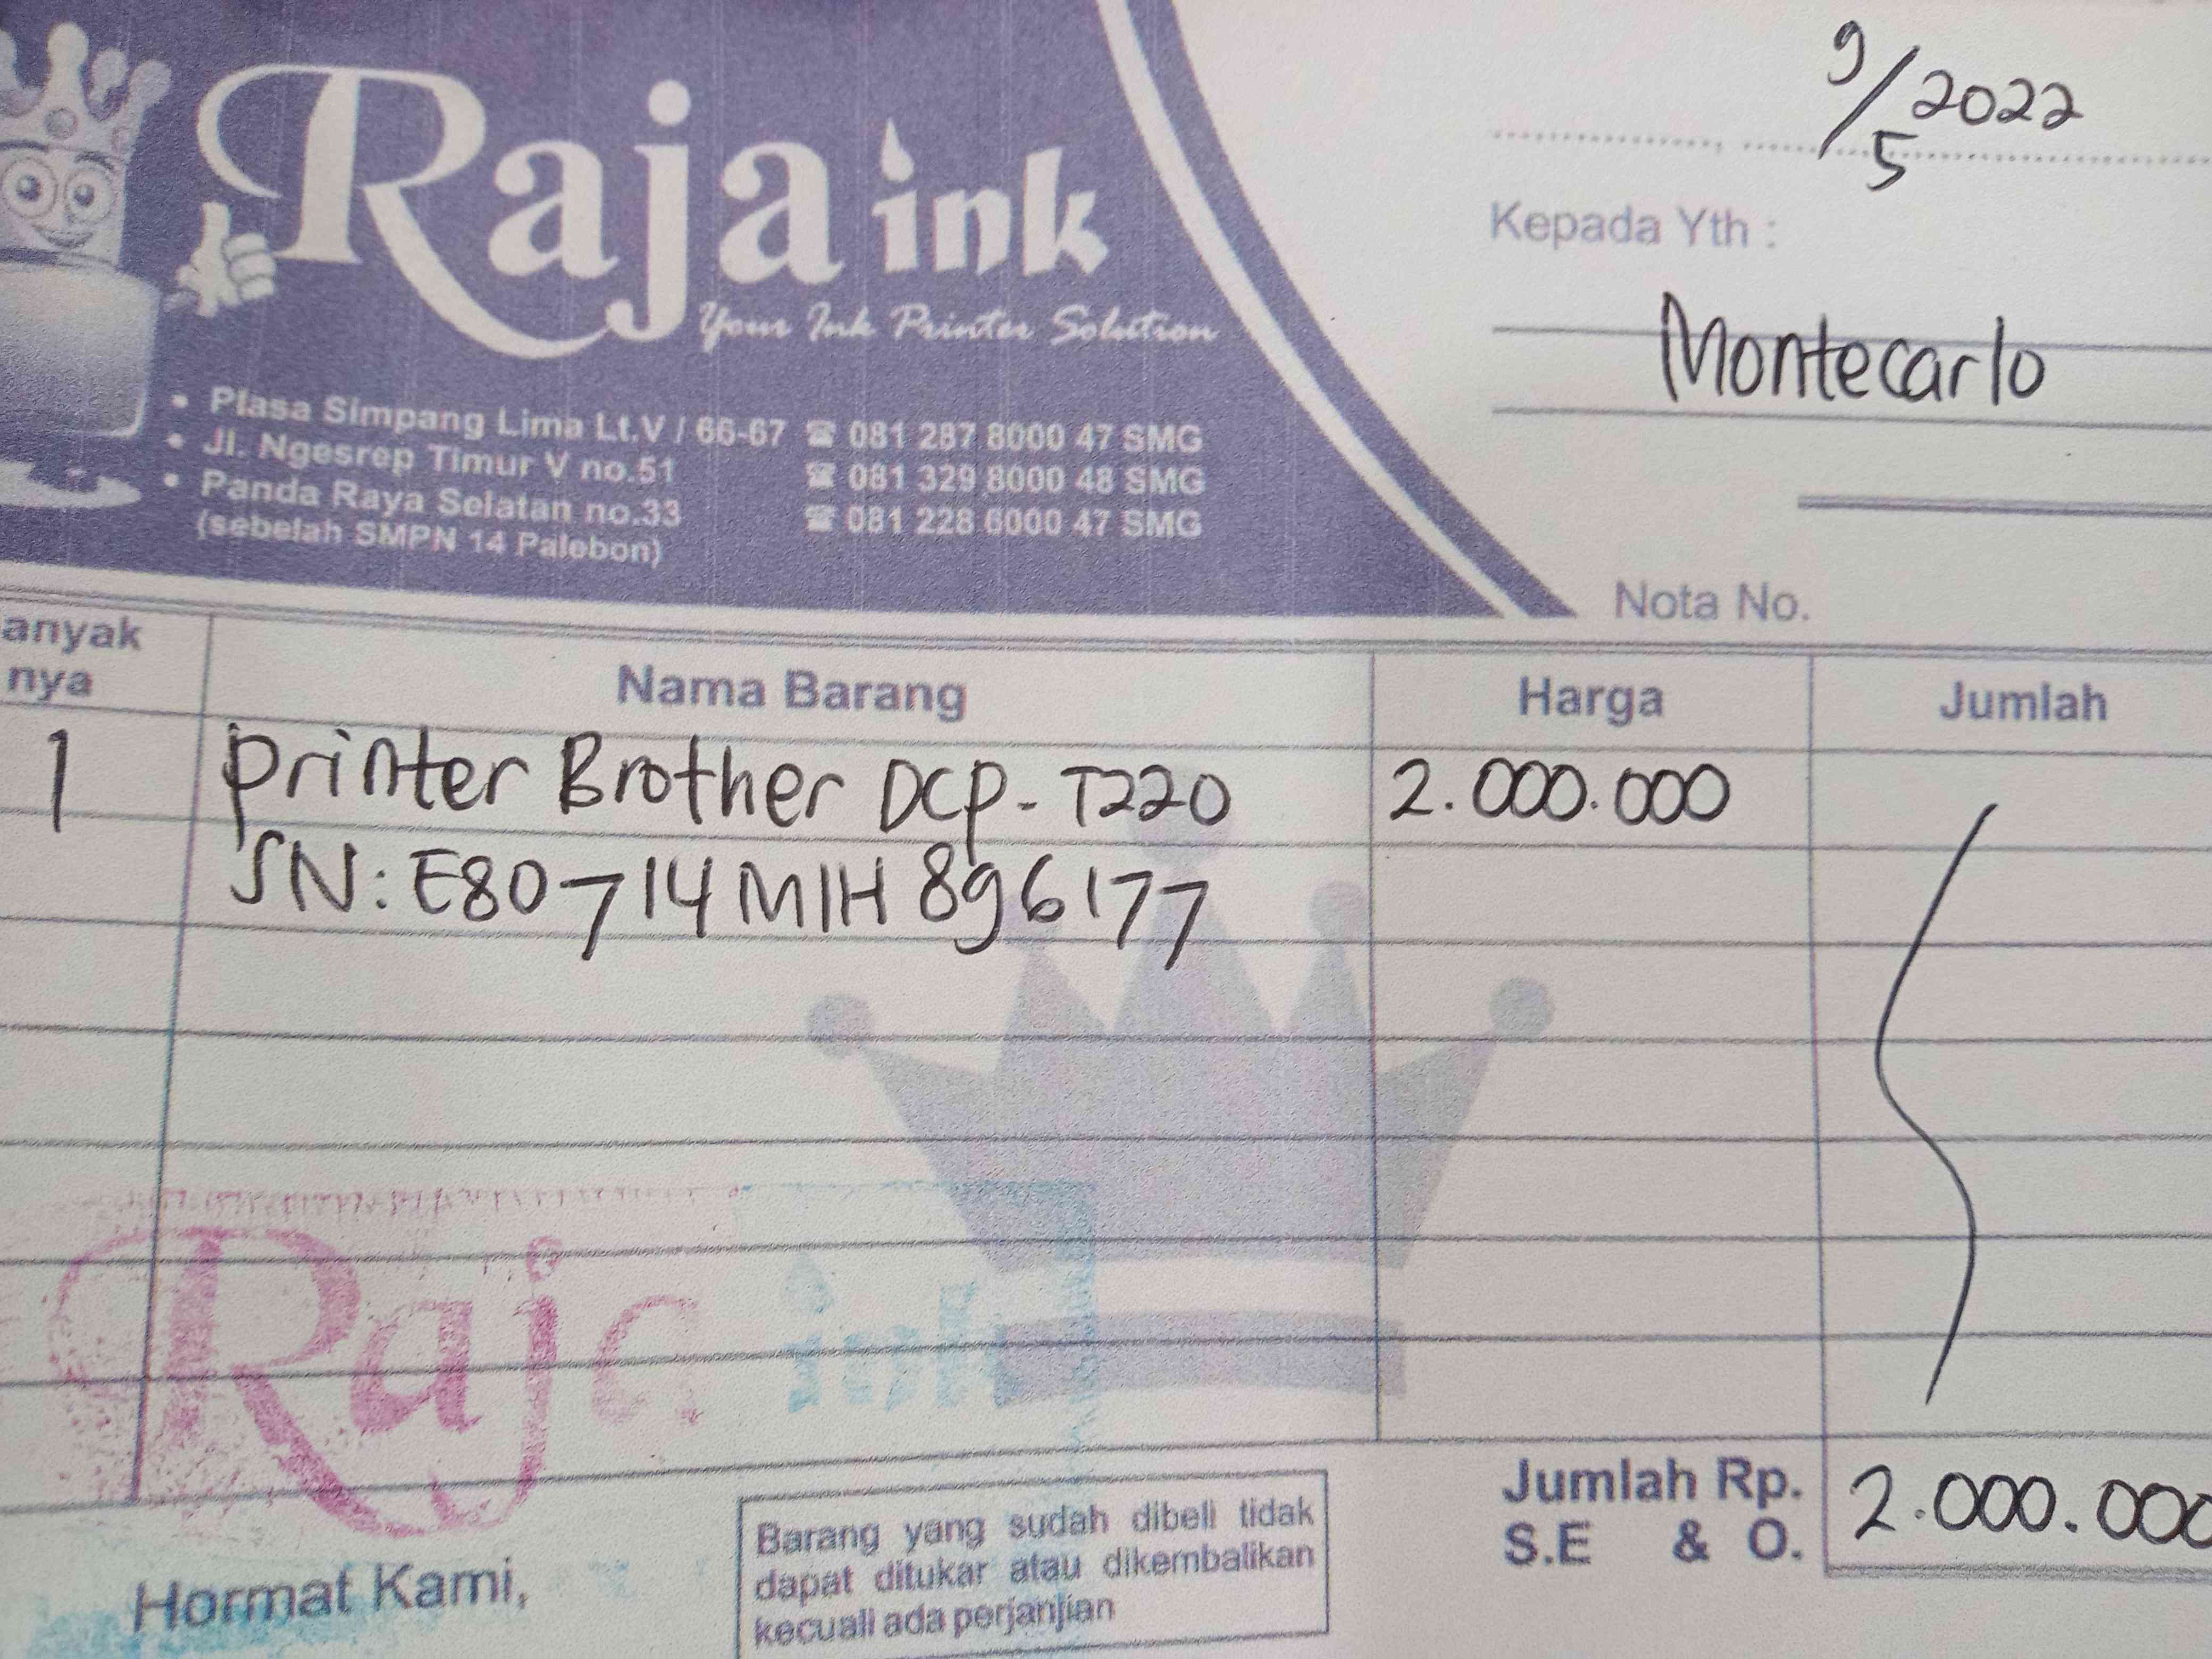 Raja ink
Your Ink Printer Solution
• Plasa Simpang Lima Lt.V / 66-67 ☎ 081 287 8000 47 SMG
• Jl. Ngesrep Timur V no.51 ☎ 081 329 8000 48 SMG
• Panda Raya Selatan no.33 ☎ 081 228 6000 47 SMG
(sebelah SMPN 14 Palebon)
9/5 2022
Kepada Yth :
Montecarlo
Nota No.
anyak
nya
Nama Barang
Harga
Jumlah
1 Printer Brother DCP-T220 2.000.000
SN: E80714M1H896177
Raja ink
Jumlah Rp. 2.000.000
S.E & O.
Hormat Kami,
Barang yang sudah dibeli tidak
dapat ditukar atau dikembalikan
kecuali ada perjanjian